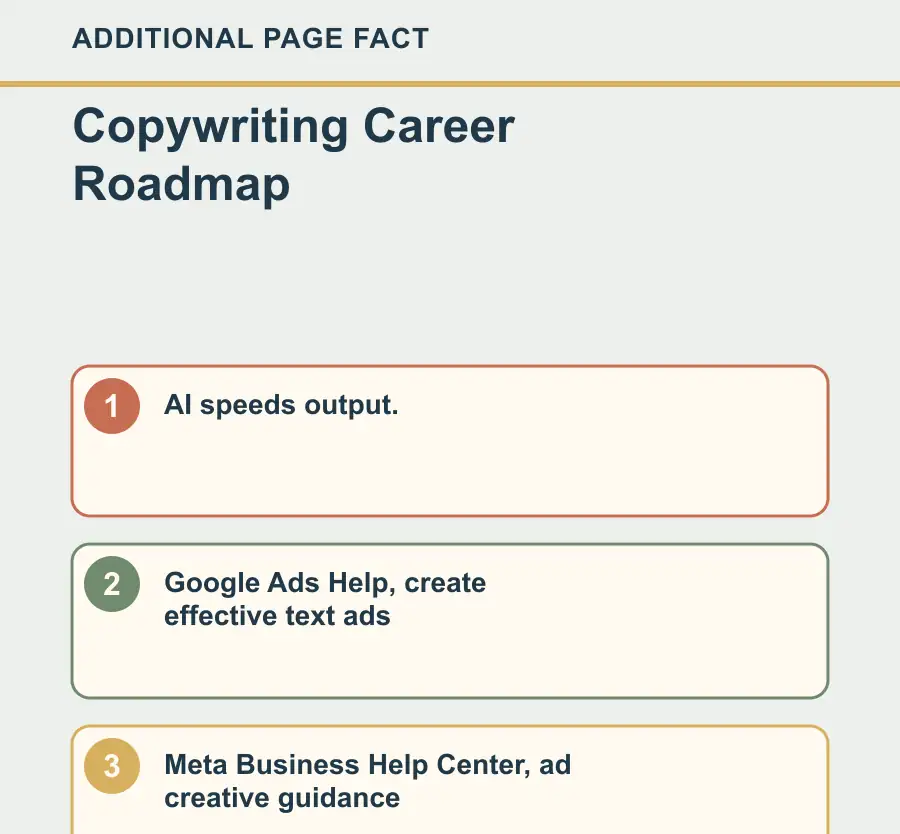 ADDITIONAL PAGE FACT
Copywriting Career
Roadmap
1
AI speeds output.
2
Google Ads Help, create
effective text ads
3
Meta Business Help Center, ad
creative guidance